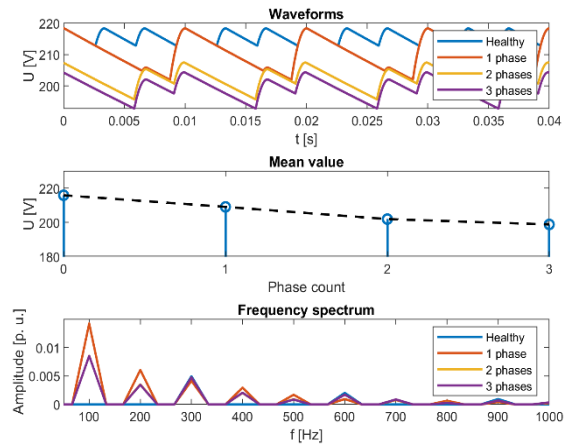 Waveforms
220
210
200
U [V]
Healthy
1 phase
2 phases
3 phases
0 0.005 0.01 0.015 0.02 0.025 0.03 0.035 0.04
t [s]
Mean value
220
200
180
U [V]
0 1 2 3
Phase count
Frequency spectrum
0.01
0.005
0
Amplitude [p. u.]
Healthy
1 phase
2 phases
3 phases
100 200 300 400 500 600 700 800 900 1000
f [Hz]